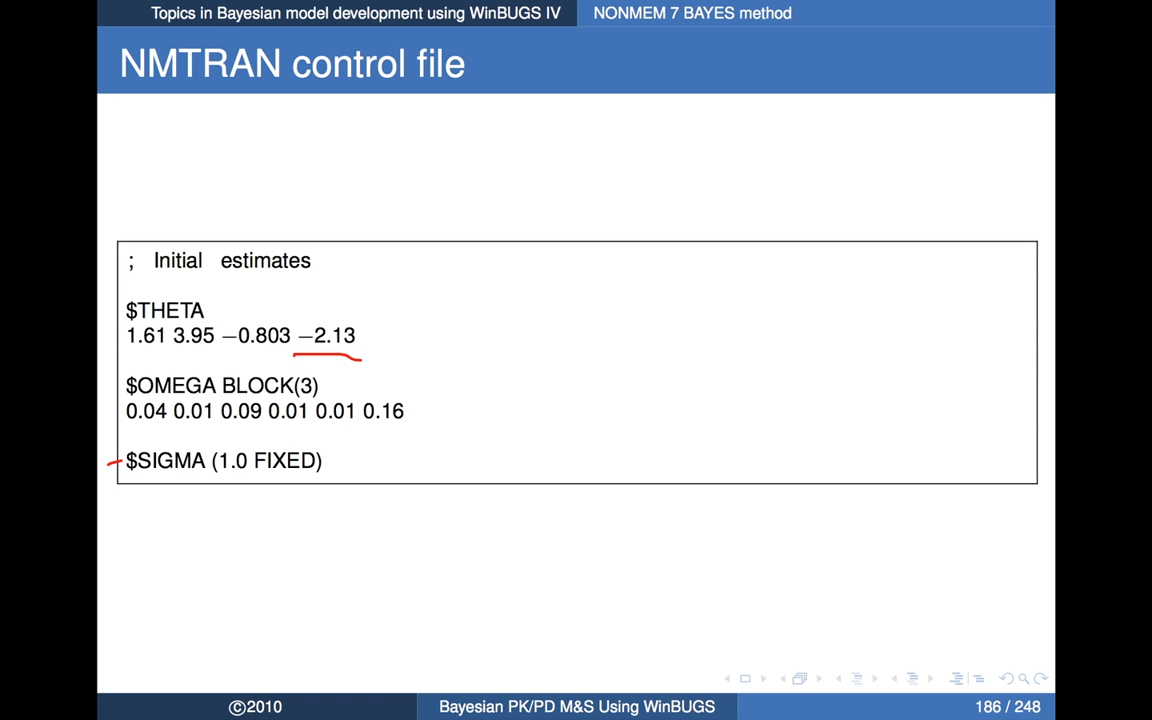 Topics in Bayesian model development using WinBUGS IV NONMEM 7 BAYES method
NMTRAN control file
; Initial estimates
$THETA
1.61 3.95 −0.803 −2.13
$OMEGA BLOCK(3)
0.04 0.01 0.09 0.01 0.01 0.16
$SIGMA (1.0 FIXED)
©2010 Bayesian PK/PD M&S Using WinBUGS 186 / 248